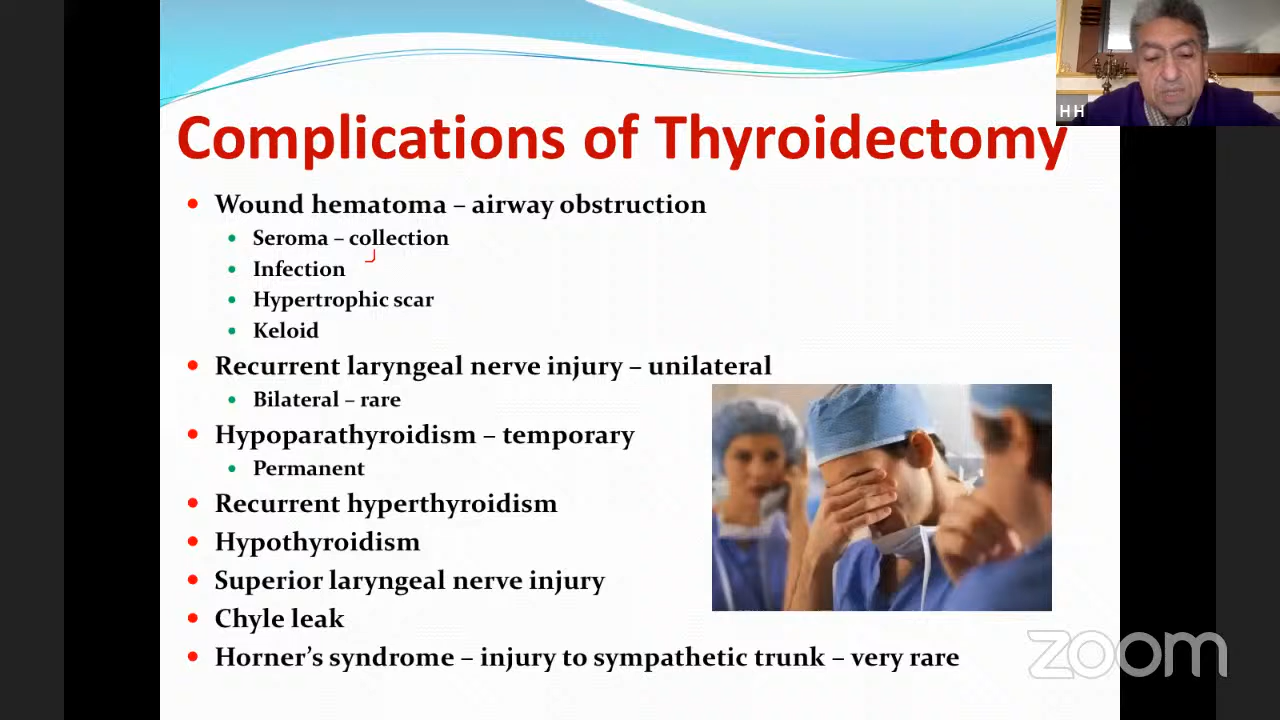 H H
Complications of Thyroidectomy
• Wound hematoma – airway obstruction
• Seroma – collection
• Infection
• Hypertrophic scar
• Keloid
• Recurrent laryngeal nerve injury – unilateral
• Bilateral – rare
• Hypoparathyroidism – temporary
• Permanent
• Recurrent hyperthyroidism
• Hypothyroidism
• Superior laryngeal nerve injury
• Chyle leak
• Horner’s syndrome – injury to sympathetic trunk – very rare
zoom